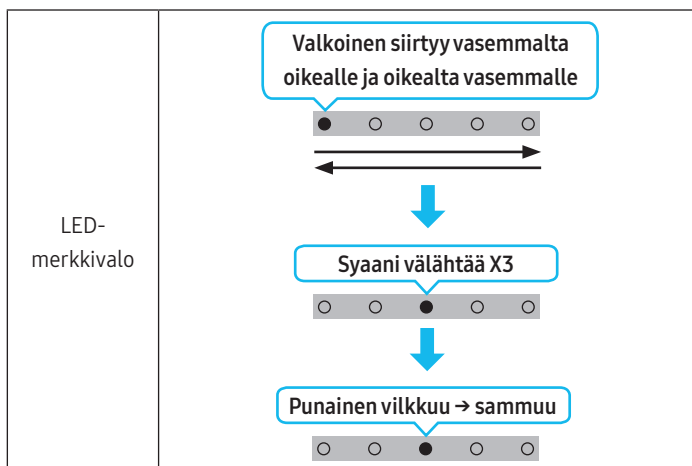 Valkoinen siirtyy vasemmalta
oikealle ja oikealta vasemmalle
LED-
merkkivalo
Syaani välähtää X3
Punainen vilkkuu → sammuu